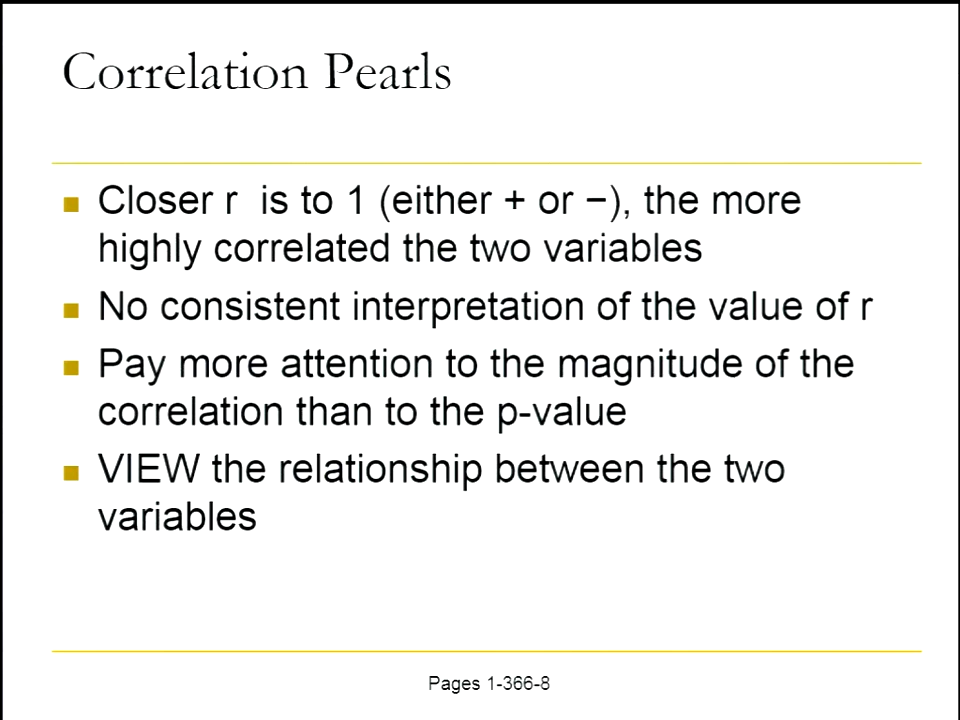 Correlation Pearls
Closer r is to 1 (either + or −), the more
highly correlated the two variables
No consistent interpretation of the value of r
Pay more attention to the magnitude of the
correlation than to the p-value
VIEW the relationship between the two
variables
Pages 1-366-8